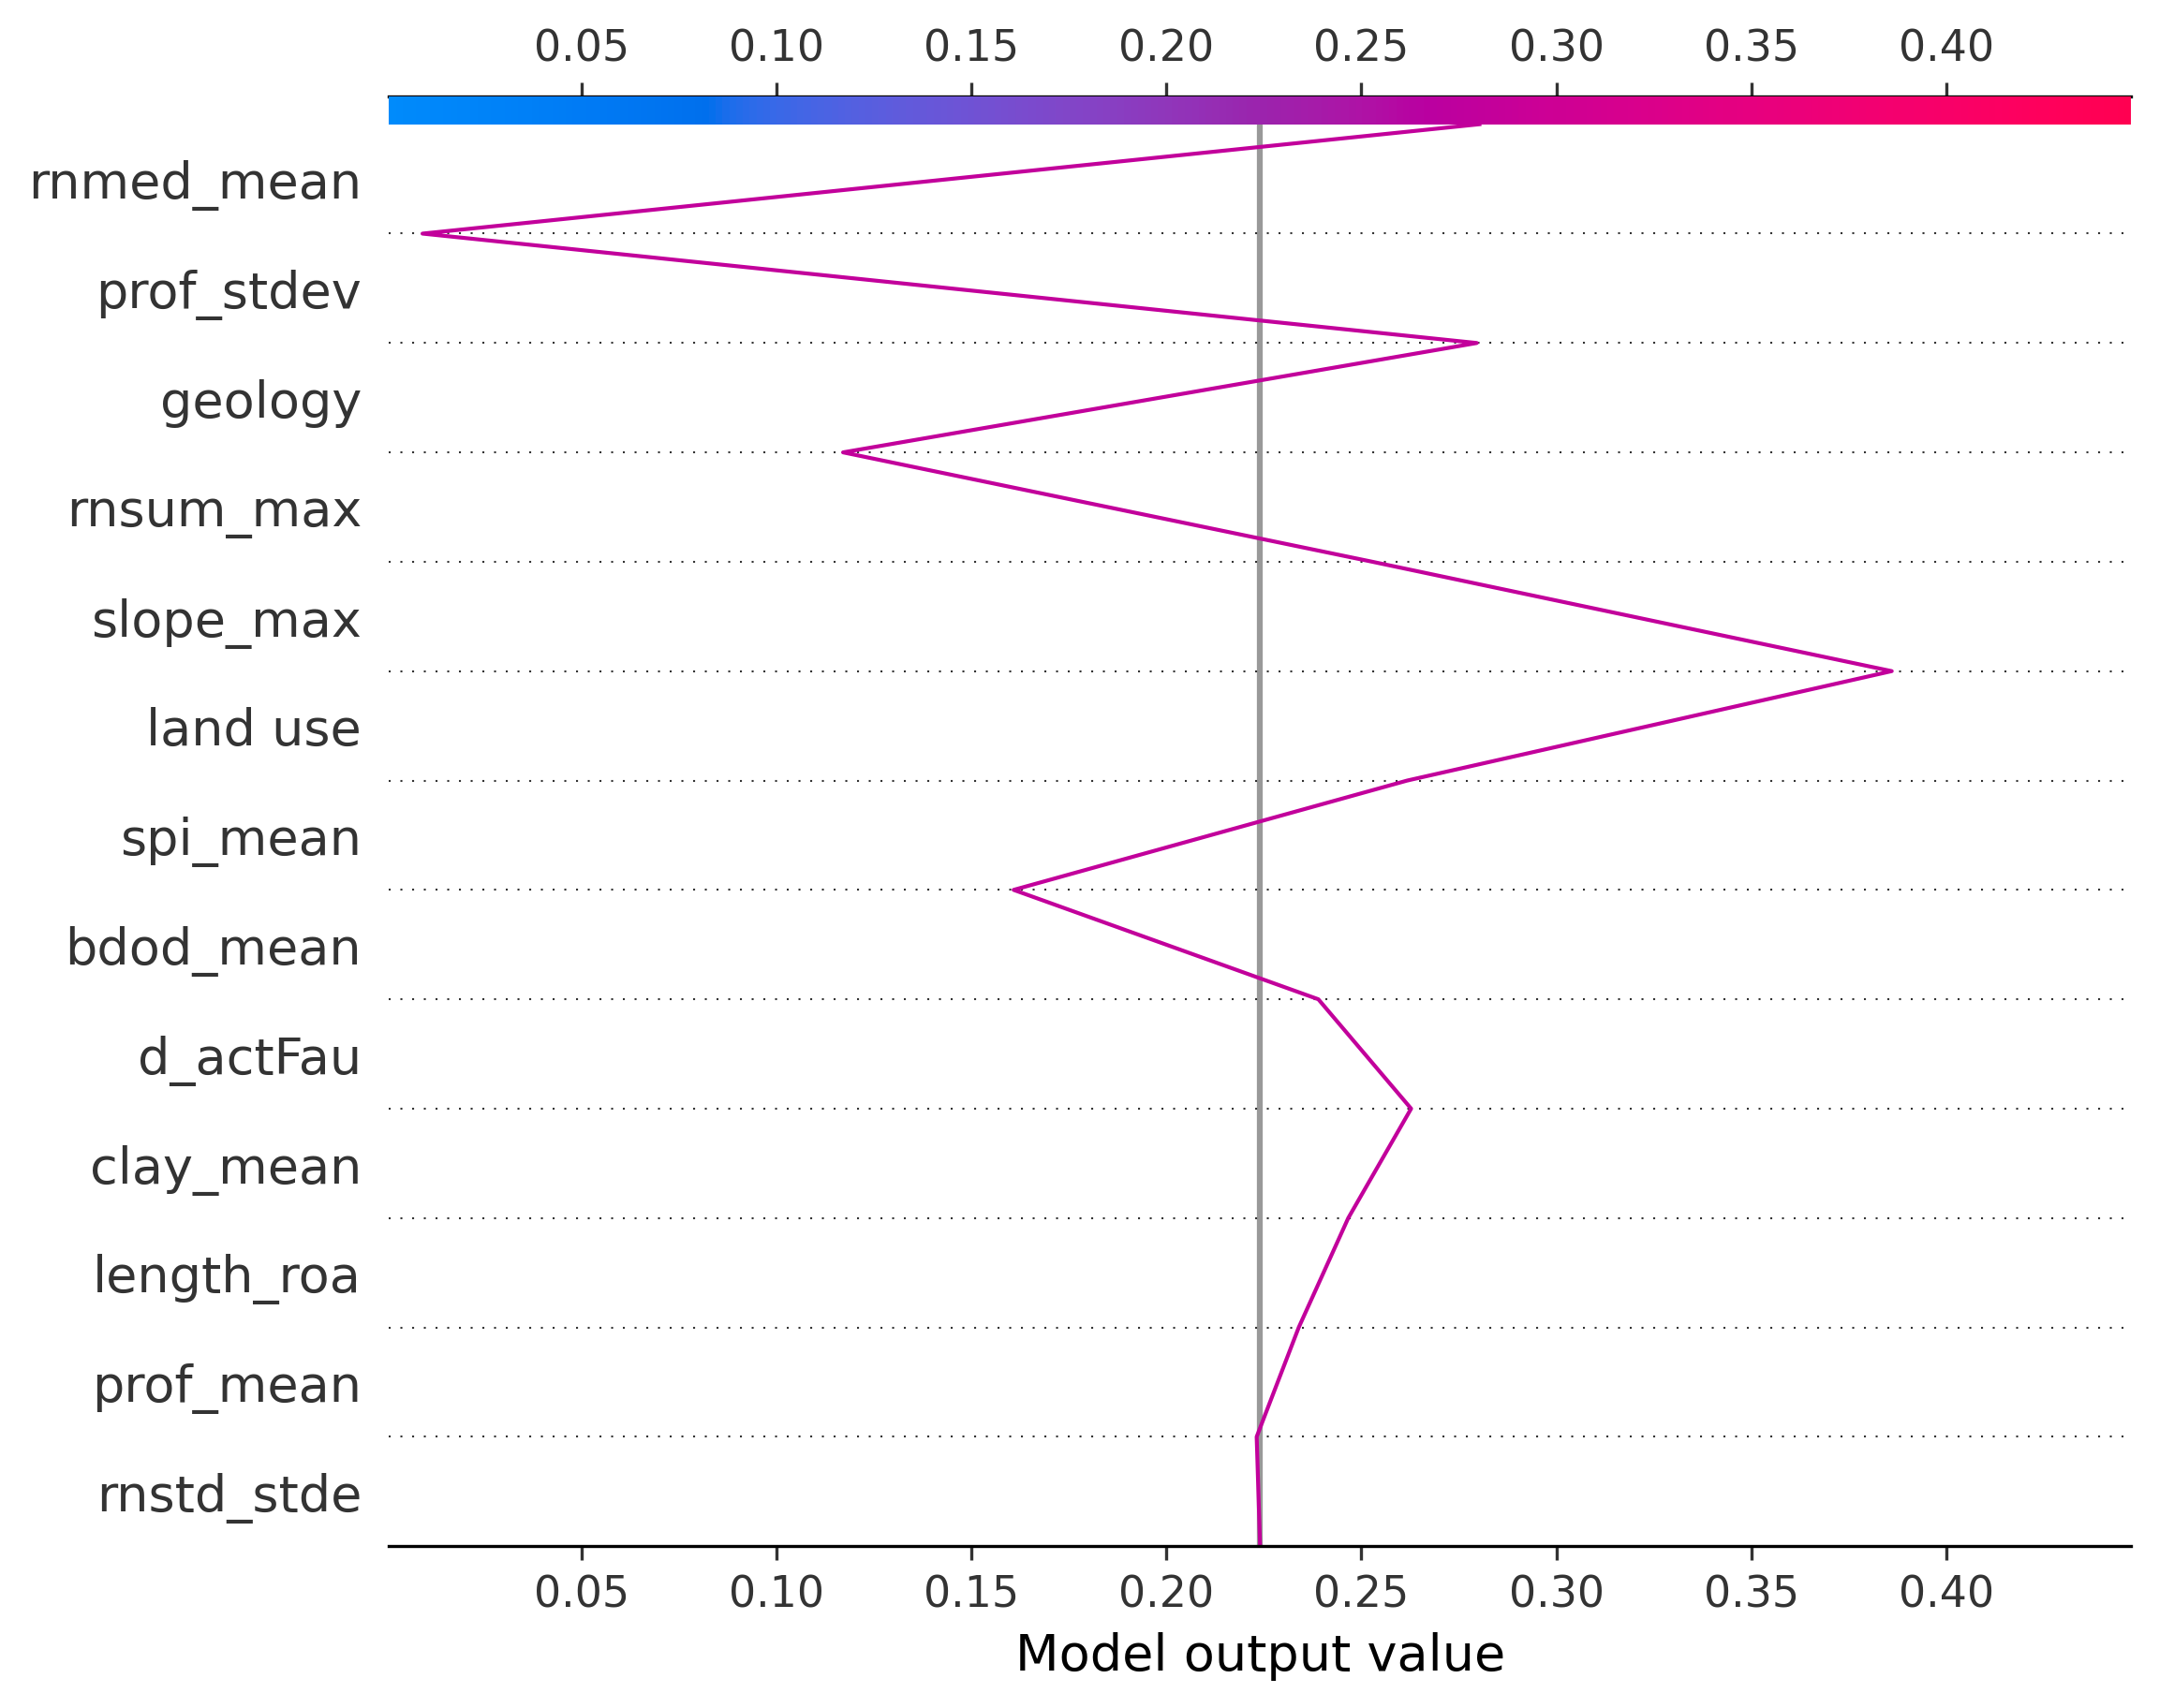 0.05 0.10 0.15 0.20 0.25 0.30 0.35 0.40
rnmed_mean
prof_stdev
geology
rnsum_max
slope_max
land use
spi_mean
bdod_mean
d_actFau
clay_mean
length_roa
prof_mean
rnstd_stde
0.05 0.10 0.15 0.20 0.25 0.30 0.35 0.40
Model output value